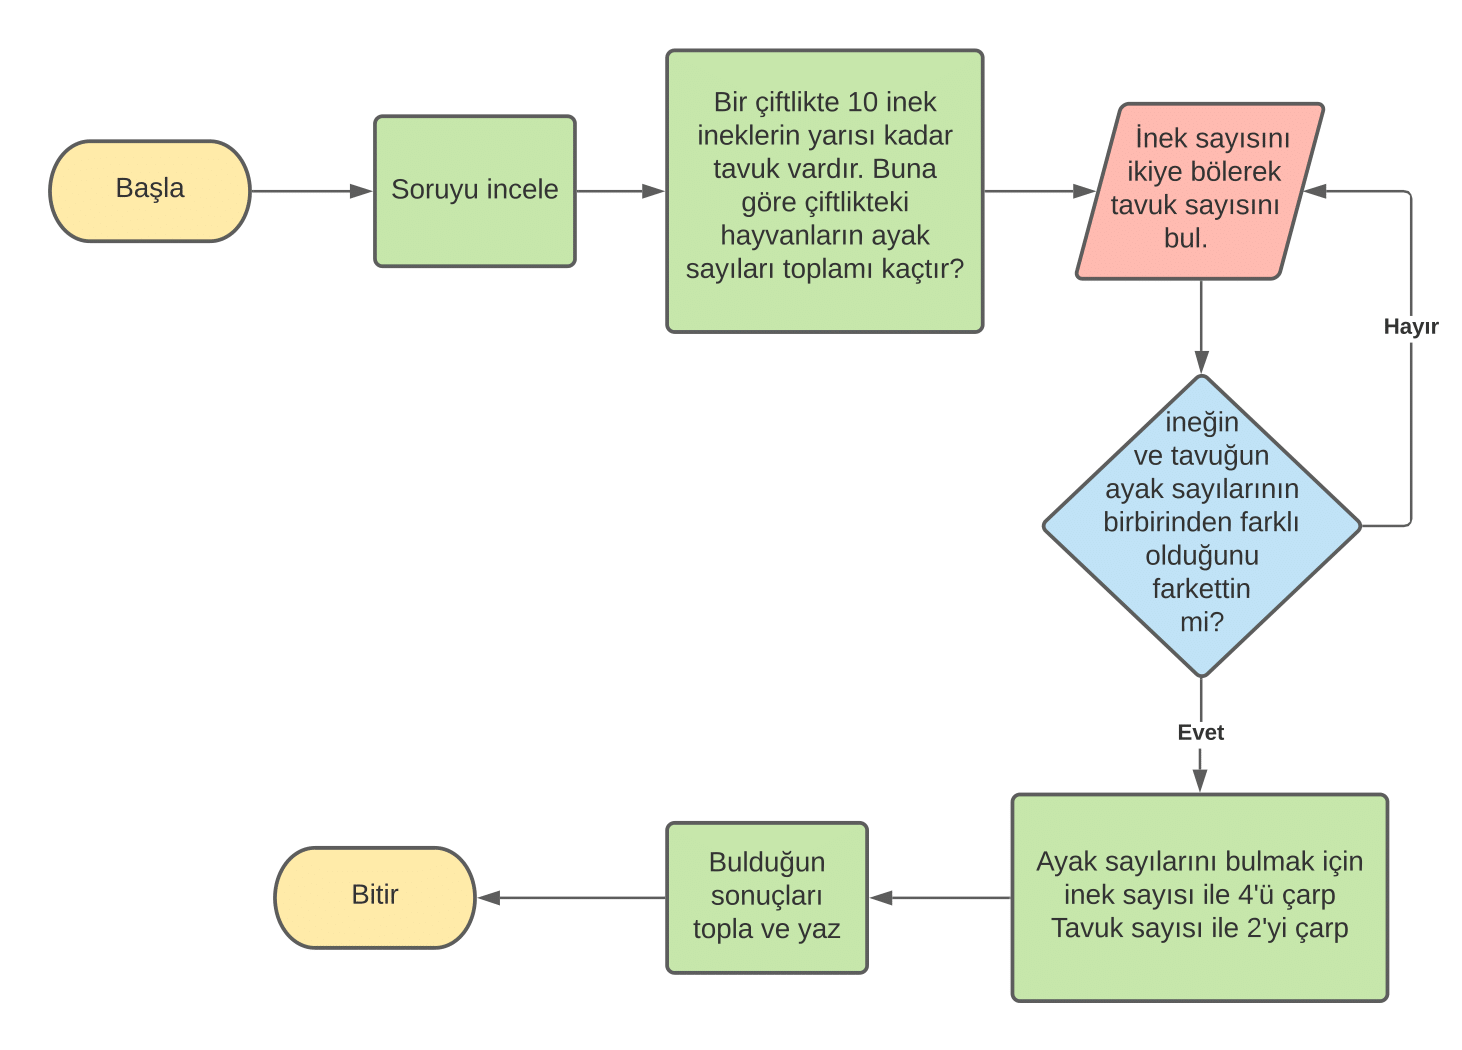 Başla
Soruyu incele
Bir çiftlikte 10 inek
ineklerin yarısı kadar
tavuk vardır. Buna
göre çiftlikteki
hayvanların ayak
sayıları toplamı kaçtır?
İnek sayısını
ikiye bölerek
tavuk sayısını
bul.
Hayır
ineğin
ve tavuğun
ayak sayılarının
birbirinden farklı
olduğunu
farkettin
mi?
Evet
Ayak sayılarını bulmak için
inek sayısı ile 4'ü çarp
Tavuk sayısı ile 2'yi çarp
Bulduğun
sonuçları
topla ve yaz
Bitir